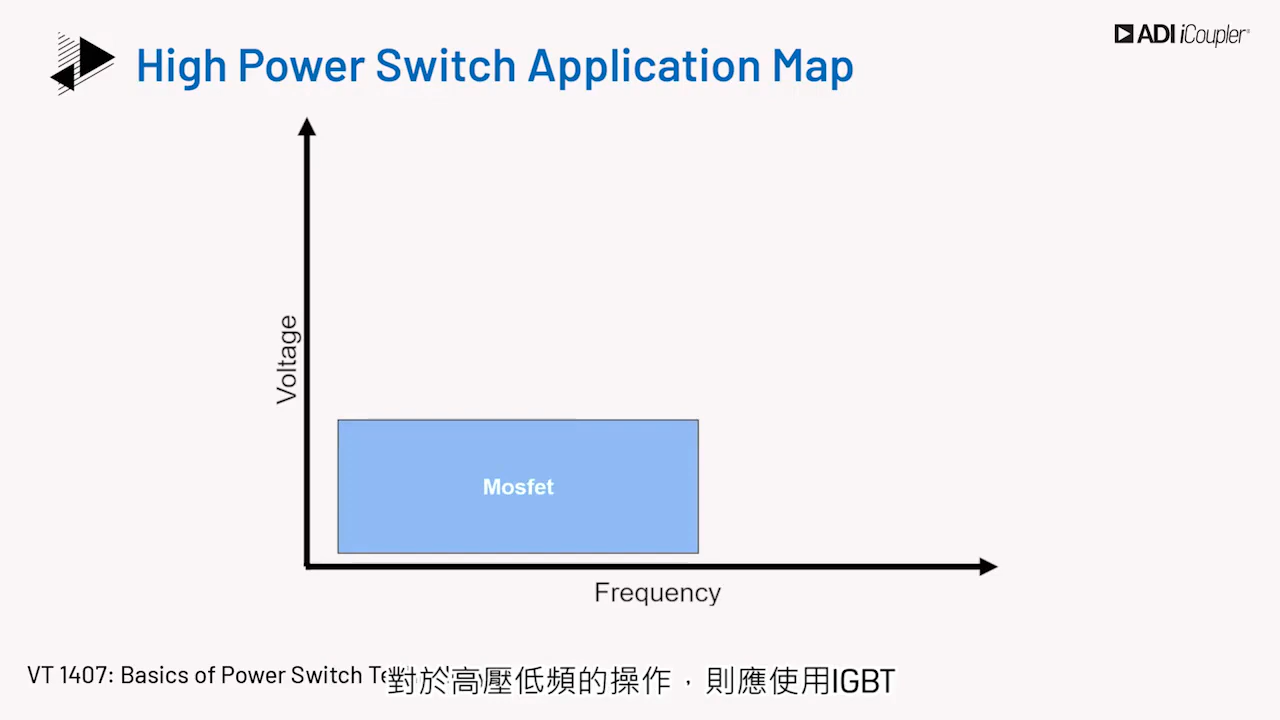 High Power Switch Application Map
ADI iCoupler®
Voltage
Mosfet
Frequency
VT 1407: Basics of Power Switch
對於高壓低頻的操作，則應使用IGBT